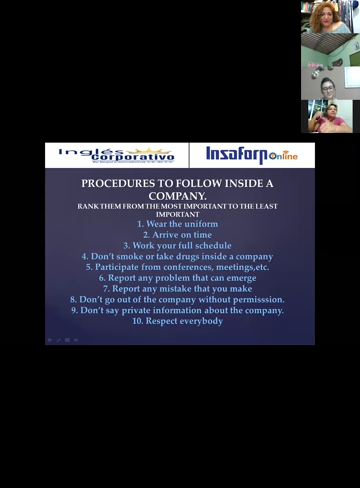 Inglés
Corporativo
Insaforp Online
PROCEDURES TO FOLLOW INSIDE A
COMPANY.
RANK THEM FROM THE MOST IMPORTANT TO THE LEAST
IMPORTANT
1. Wear the uniform
2. Arrive on time
3. Work your full schedule
4. Don't smoke or take drugs inside a company
5. Participate from conferences, meetings,etc.
6. Report any problem that can emerge
7. Report any mistake that you make
8. Don't go out of the company without permisssion.
9. Don't say private information about the company.
10. Respect everybody